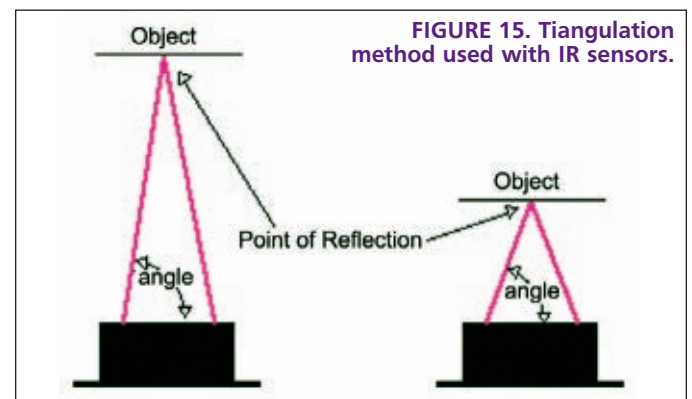 FIGURE 15. Tiangulation
method used with IR sensors.
Object
Object
Point of Reflection
angle
angle